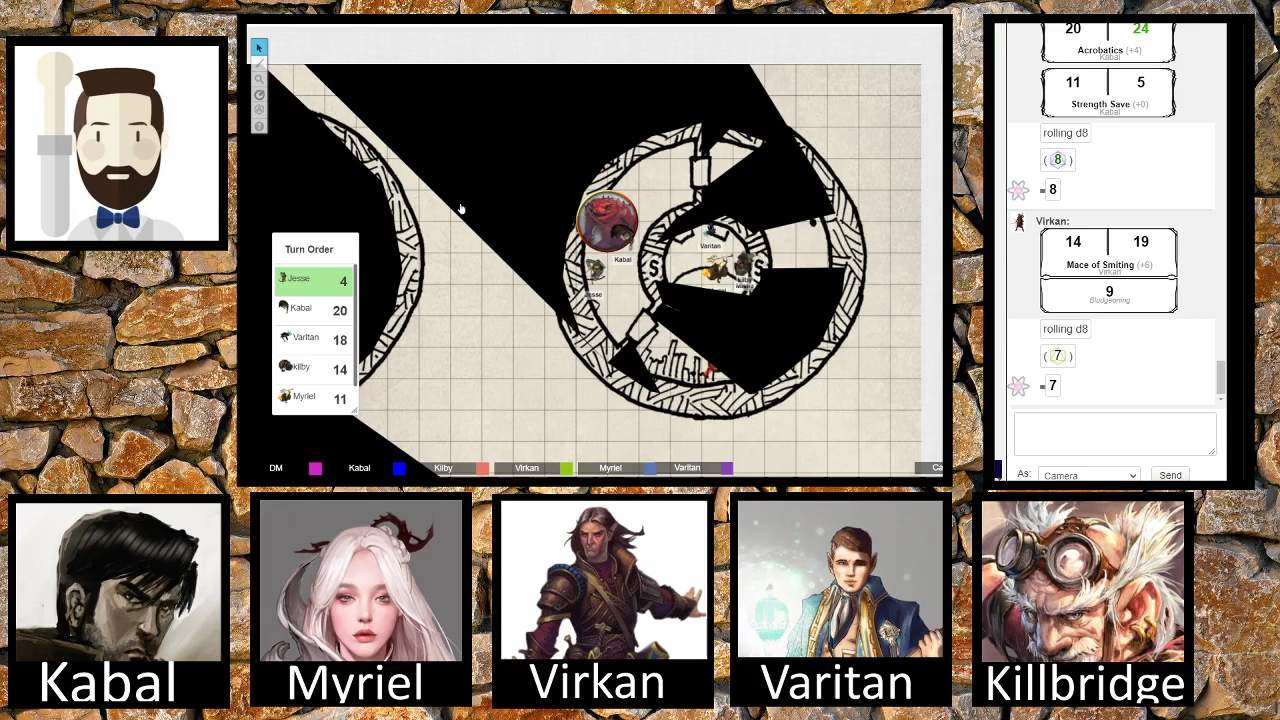 20 24
Acrobatics (+4)
Kabal
11 5
Strength Save (+0)
Kabal
rolling d8
( 8 )
= 8
Virkan:
14 19
Mace of Smiting (+6)
Virkan
9
Bludgeoning
rolling d8
( 7 )
= 7
As: Camera Send
Turn Order
Jesse 4
Kabal 20
Varitan 18
kilby 14
Myriel 11
Kabal
Varitan
S S
DM Kabal Kilby Virkan Myriel Varitan Ca
Kabal
Myriel
Virkan
Varitan
Killbridge